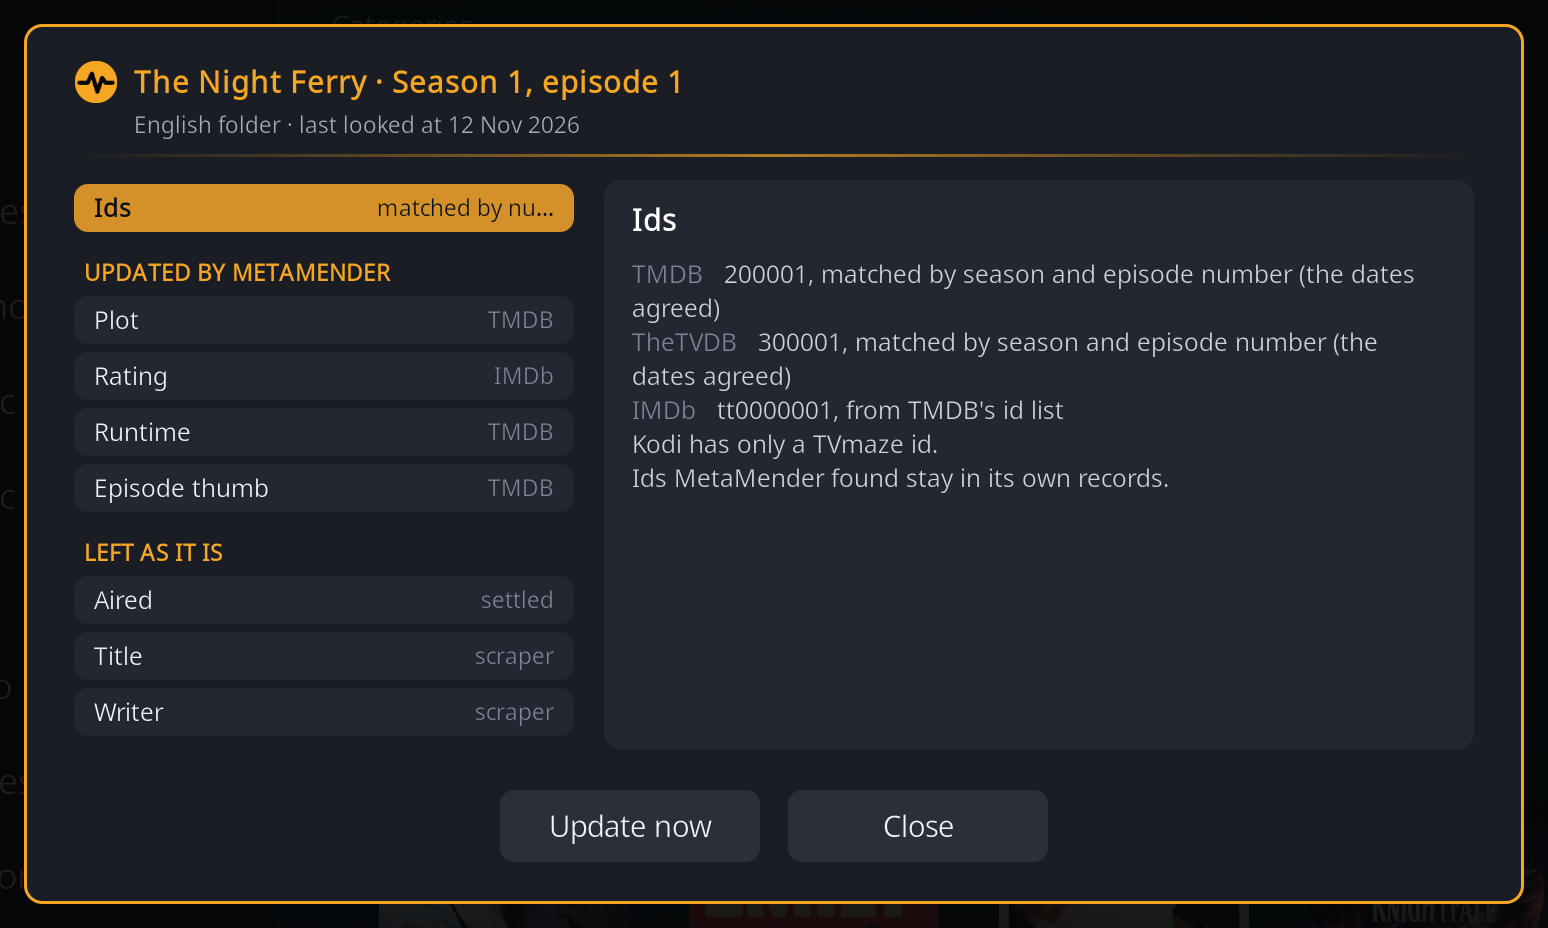 Categories
The Night Ferry · Season 1, episode 1
English folder · last looked at 12 Nov 2026
Ids matched by nu...
UPDATED BY METAMENDER
Plot TMDB
Rating IMDb
Runtime TMDB
Episode thumb TMDB
LEFT AS IT IS
Aired settled
Title scraper
Writer scraper
Ids
TMDB 200001, matched by season and episode number (the dates
agreed)
TheTVDB 300001, matched by season and episode number (the
dates agreed)
IMDb tt0000001, from TMDB's id list
Kodi has only a TVmaze id.
Ids MetaMender found stay in its own records.
Update now
Close